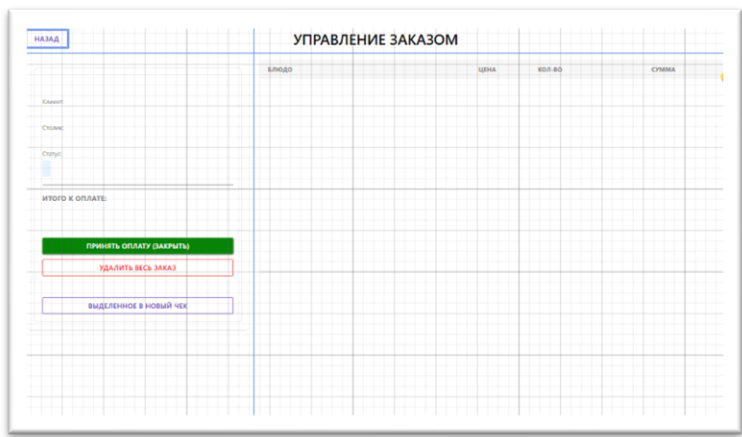 НАЗАД
УПРАВЛЕНИЕ ЗАКАЗОМ
БЛЮДО ЦЕНА КОЛ-ВО СУММА
Клиент:
Столик:
Статус:
ИТОГО К ОПЛАТЕ:
ПРИНЯТЬ ОПЛАТУ (ЗАКРЫТЬ)
УДАЛИТЬ ВЕСЬ ЗАКАЗ
ВЫДЕЛЕННОЕ В НОВЫЙ ЧЕК